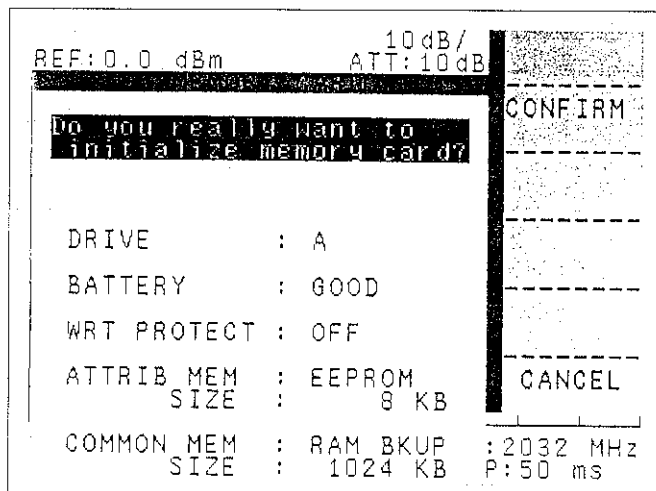 10dB/
REF:0.0 dBm ATT:10dB
CONFIRM
Do you really want to
initialize memory card?
DRIVE : A
BATTERY : GOOD
WRT PROTECT : OFF
ATTRIB MEM : EEPROM
SIZE : 8 KB
CANCEL
COMMON MEM : RAM BKUP
SIZE : 1024 KB
:2032 MHz
P:50 ms